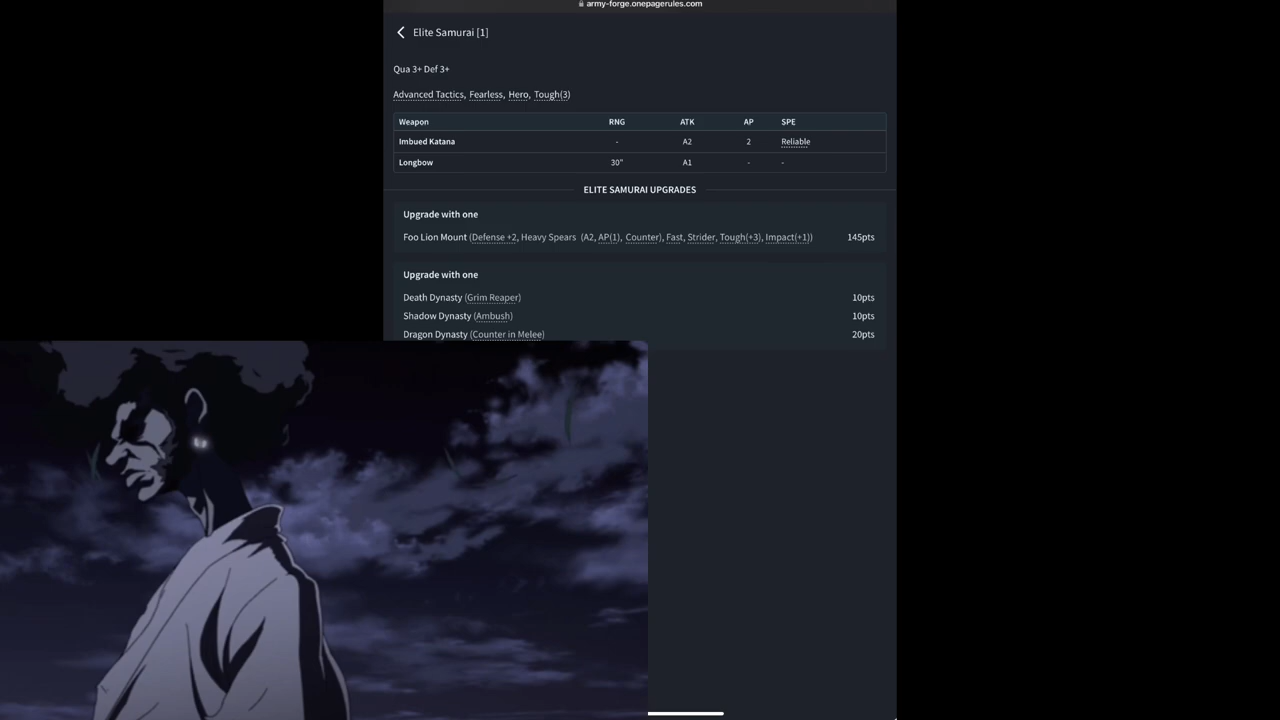 army-forge.onepagerules.com
Elite Samurai [1]
Qua 3+ Def 3+
Advanced Tactics, Fearless, Hero, Tough(3)
Weapon RNG ATK AP SPE
Imbued Katana - A2 2 Reliable
Longbow 30" A1 - -
ELITE SAMURAI UPGRADES
Upgrade with one
Foo Lion Mount (Defense +2, Heavy Spears (A2, AP(1), Counter), Fast, Strider, Tough(+3), Impact(+1)) 145pts
Upgrade with one
Death Dynasty (Grim Reaper) 10pts
Shadow Dynasty (Ambush) 10pts
Dragon Dynasty (Counter in Melee) 20pts